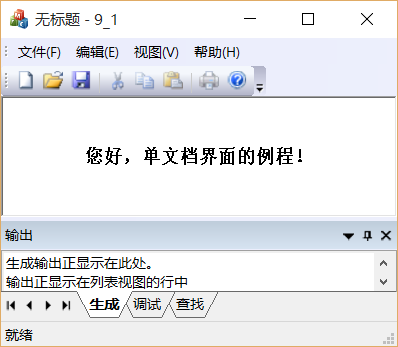 无标题 - 9_1
文件(F) 编辑(E) 视图(V) 帮助(H)
您好，单文档界面的例程！
输出
生成输出正显示在此处。
输出正显示在列表视图的行中
生成 调试 查找
就绪